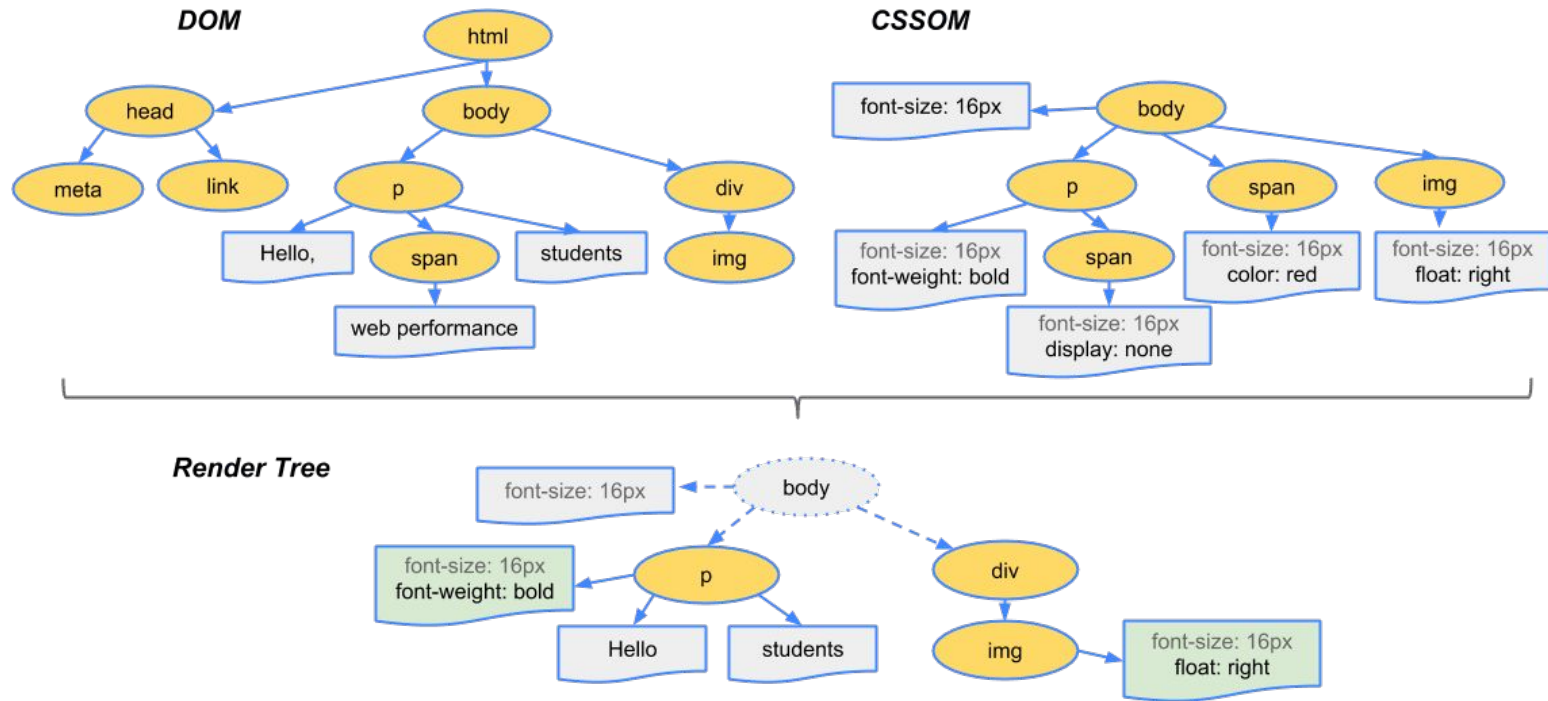 DOM
html
head
body
meta
link
p
div
Hello,
span
students
img
web performance
CSSOM
font-size: 16px
body
p
span
img
font-size: 16px
font-weight: bold
span
font-size: 16px
color: red
font-size: 16px
float: right
font-size: 16px
display: none
Render Tree
font-size: 16px
body
font-size: 16px
font-weight: bold
p
div
Hello
students
img
font-size: 16px
float: right